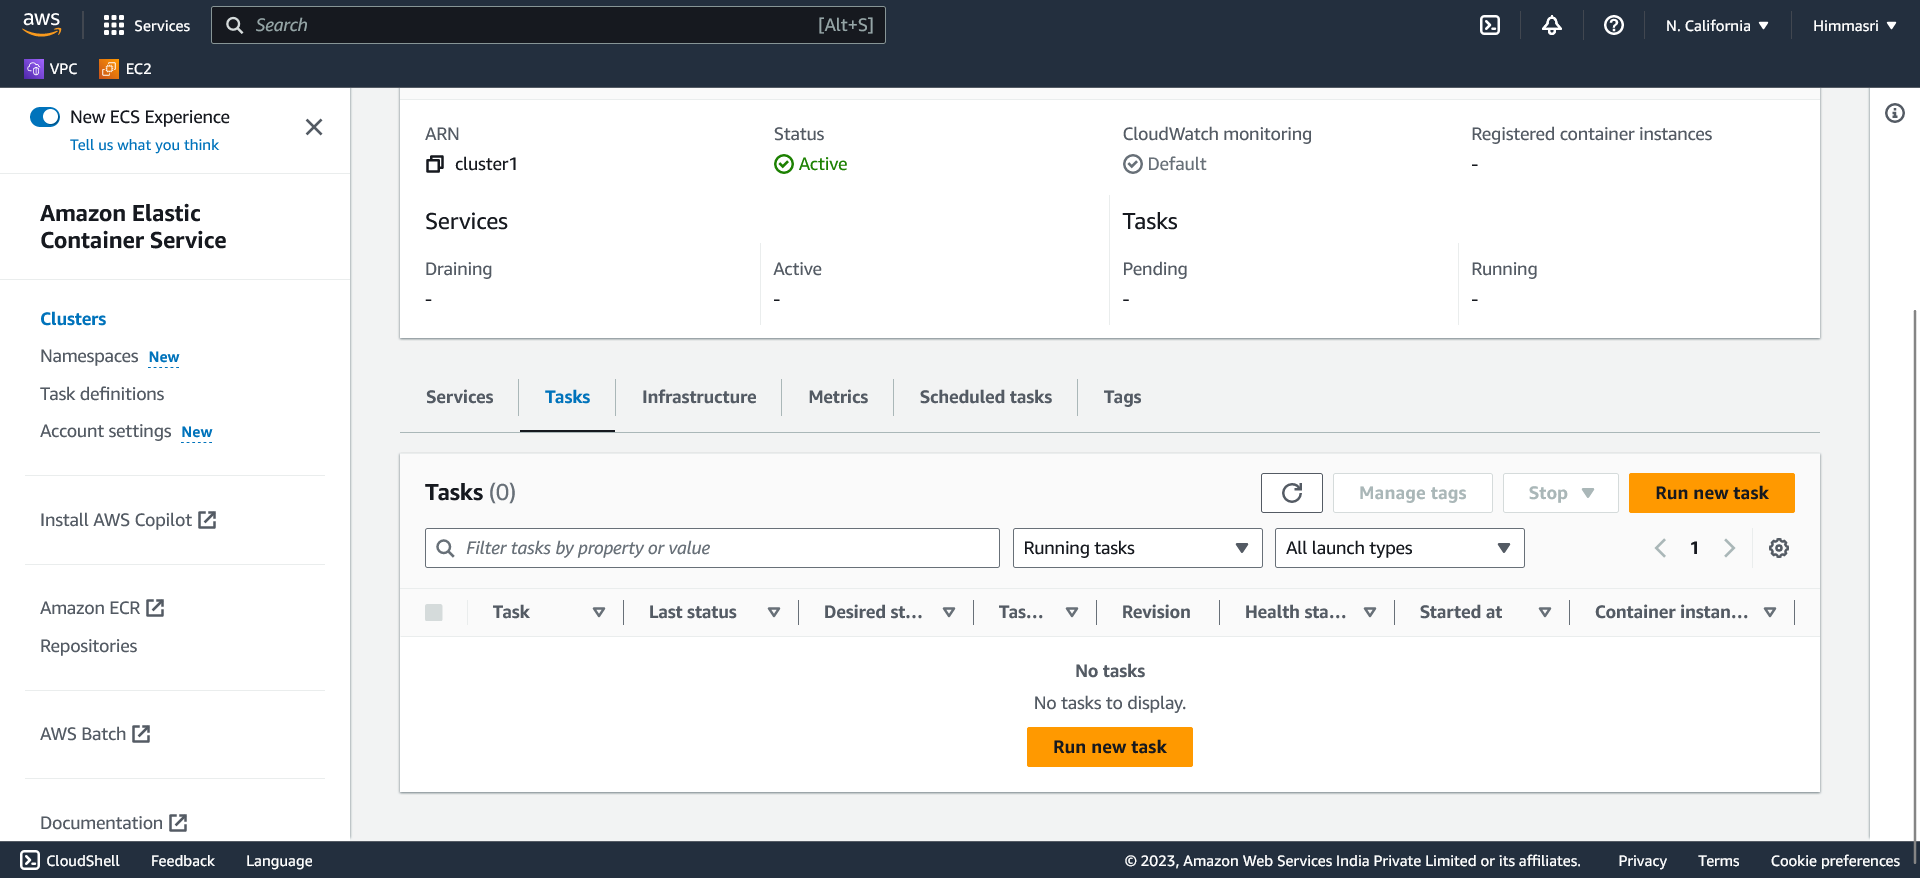 aws
Services
Search
[Alt+S]
N. California
Himmasri
VPC
EC2
New ECS Experience
Tell us what you think
Amazon Elastic
Container Service
Clusters
Namespaces New
Task definitions
Account settings New
Install AWS Copilot
Amazon ECR
Repositories
AWS Batch
Documentation
ARN
cluster1
Status
Active
CloudWatch monitoring
Default
Registered container instances
-
Services
Draining
-
Active
-
Tasks
Pending
-
Running
-
Services
Tasks
Infrastructure
Metrics
Scheduled tasks
Tags
Tasks (0)
Manage tags
Stop
Run new task
Filter tasks by property or value
Running tasks
All launch types
1
Task
Last status
Desired st...
Tas...
Revision
Health sta...
Started at
Container instan...
No tasks
No tasks to display.
Run new task
CloudShell
Feedback
Language
© 2023, Amazon Web Services India Private Limited or its affiliates.
Privacy
Terms
Cookie preferences